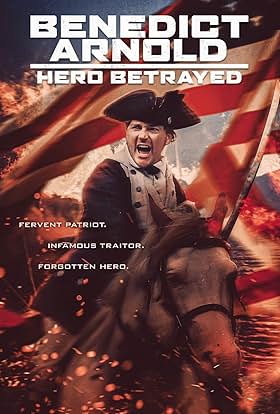 BENEDICT
ARNOLD
HERO BETRAYED
FERVENT PATRIOT.
INFAMOUS TRAITOR.
FORGOTTEN HERO.